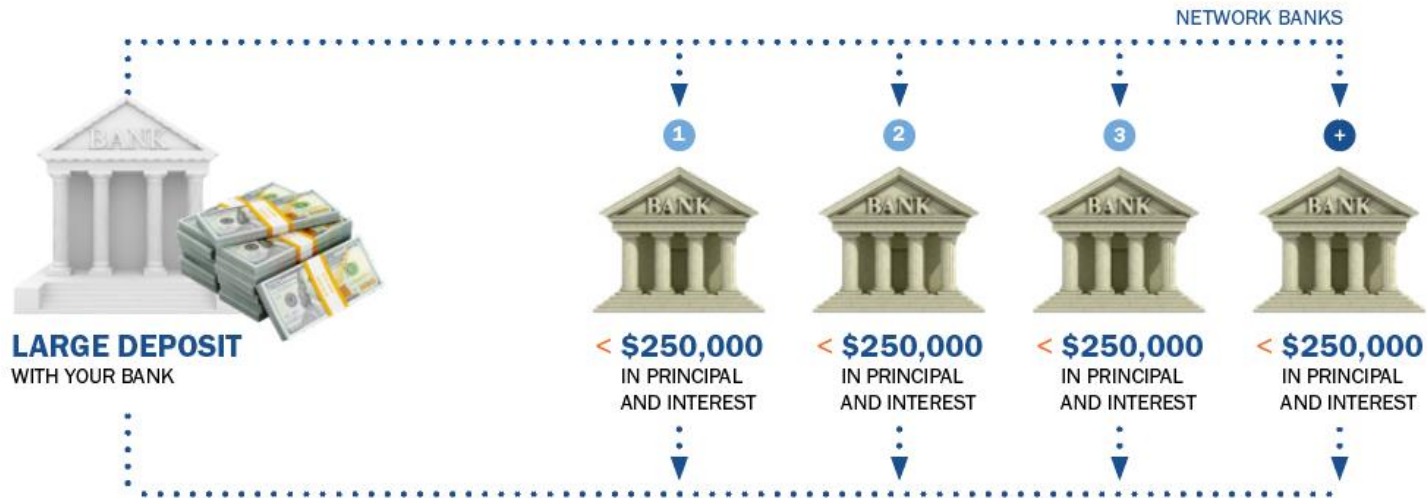 NETWORK BANKS
BANK
1
2
3
+
BANK
BANK
BANK
BANK
LARGE DEPOSIT
WITH YOUR BANK
< $250,000
IN PRINCIPAL
AND INTEREST
< $250,000
IN PRINCIPAL
AND INTEREST
< $250,000
IN PRINCIPAL
AND INTEREST
< $250,000
IN PRINCIPAL
AND INTEREST